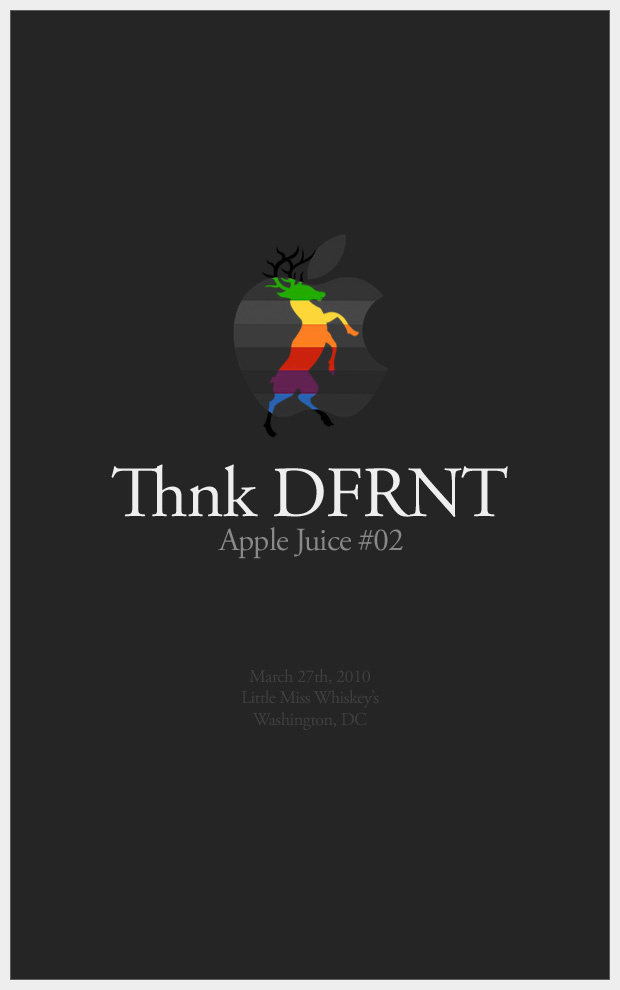 Thnk DFRNT
Apple Juice #02
March 27th, 2010
Little Miss Whiskey's
Washington, DC